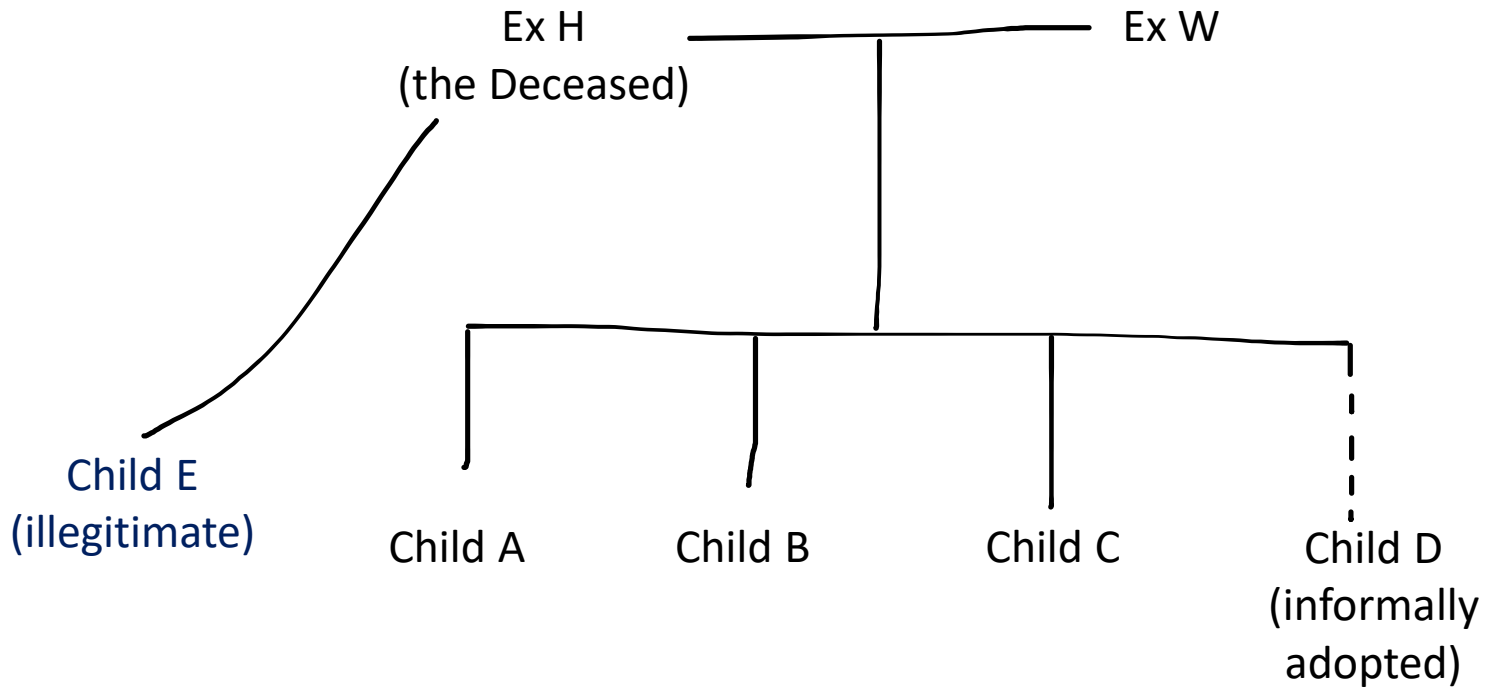 Ex H
(the Deceased)
Ex W
Child E
(illegitimate)
Child A
Child B
Child C
Child D
(informally
adopted)